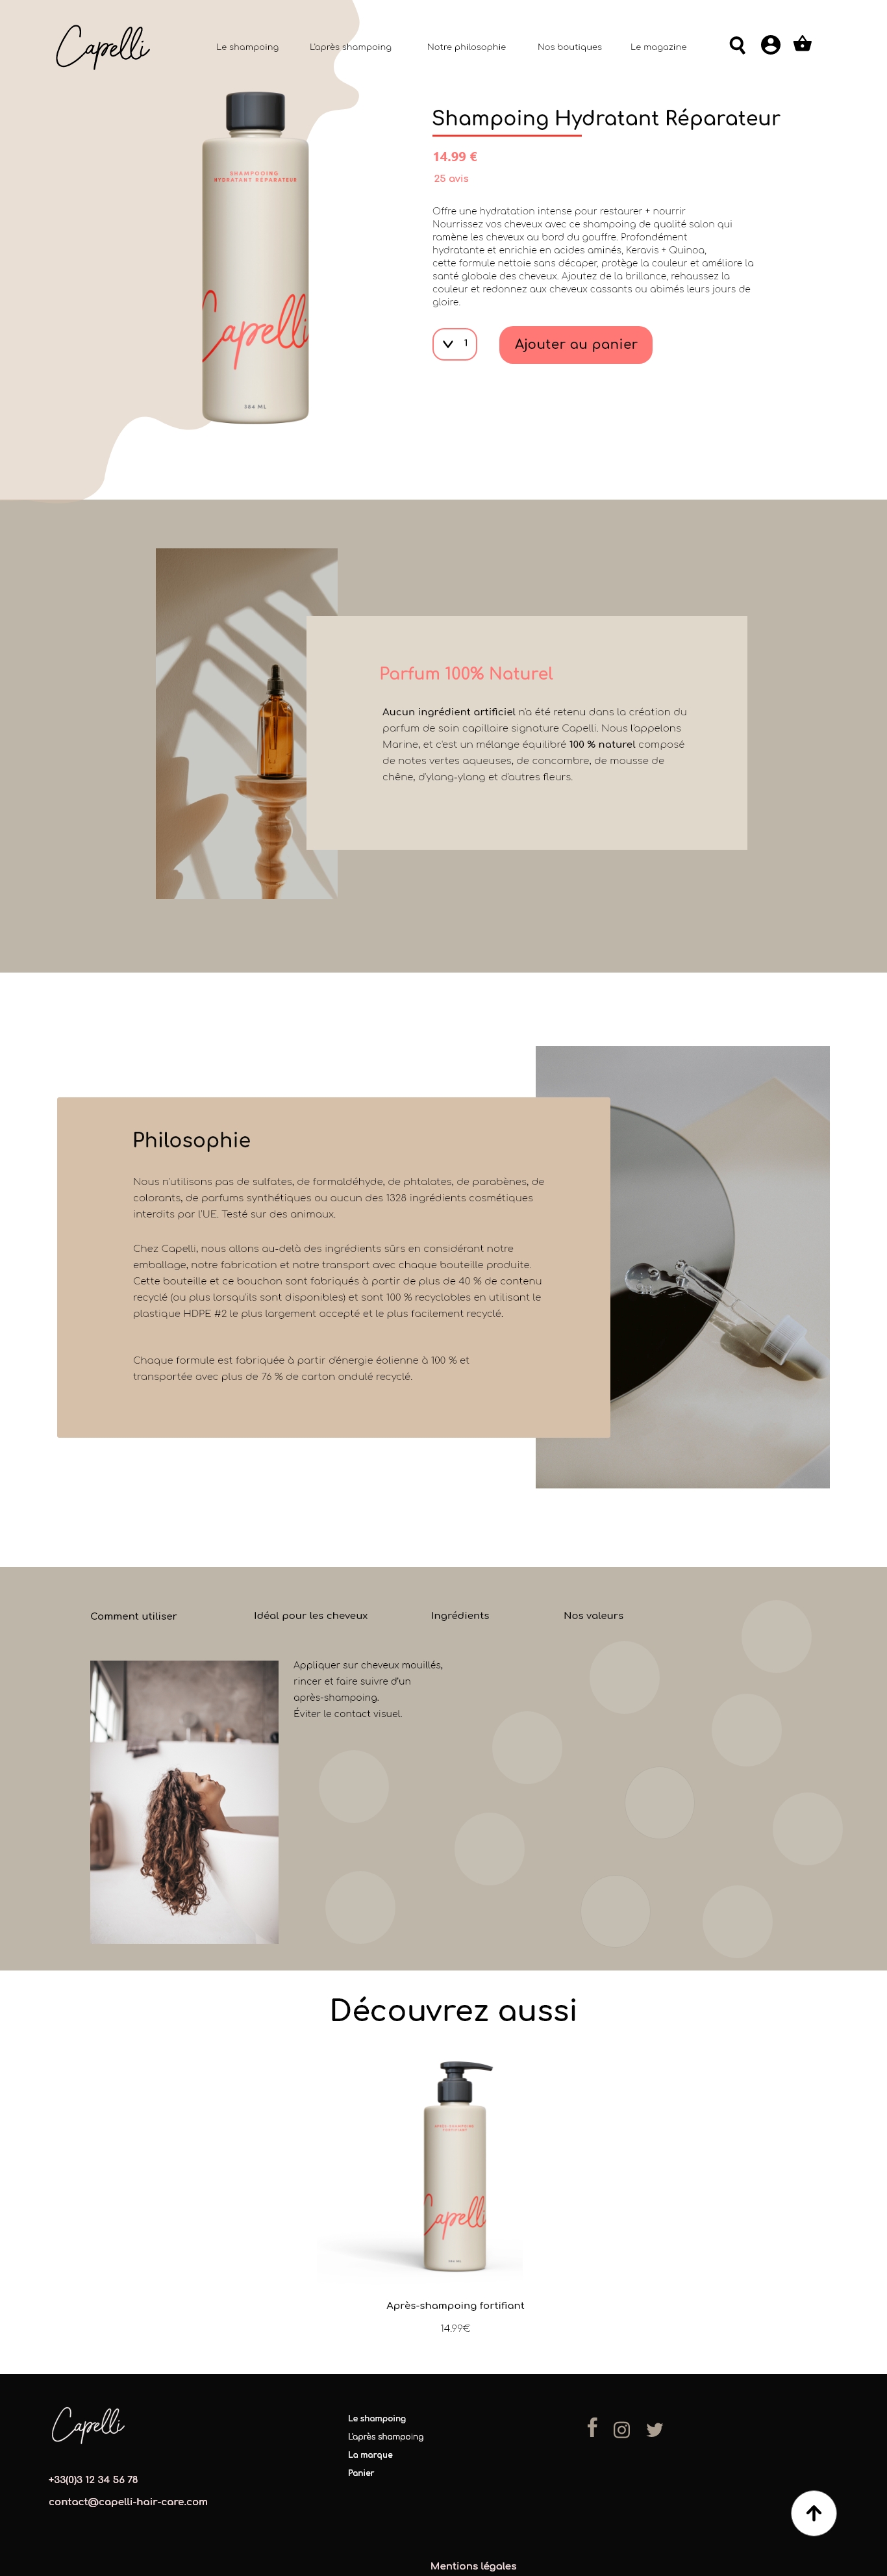 Capelli
Le shampoing
L'après shampoing
Notre philosophie
Nos boutiques
Le magazine
SHAMPOOING
HYDRATANT RÉPARATEUR
Capelli
384 ML
Shampoing Hydratant Réparateur
14.99 €
25 avis
Offre une hydratation intense pour restaurer + nourrir
Nourrissez vos cheveux avec ce shampoing de qualité salon qui
ramène les cheveux au bord du gouffre. Profondément
hydratante et enrichie en acides aminés, Keravis + Quinoa,
cette formule nettoie sans décaper, protège la couleur et améliore la
santé globale des cheveux. Ajoutez de la brillance, rehaussez la
couleur et redonnez aux cheveux cassants ou abimés leurs jours de
gloire.
1
Ajouter au panier
Parfum 100% Naturel
Aucun ingrédient artificiel n'a été retenu dans la création du
parfum de soin capillaire signature Capelli. Nous l'appelons
Marine, et c'est un mélange équilibré 100 % naturel composé
de notes vertes aqueuses, de concombre, de mousse de
chêne, d'ylang-ylang et d'autres fleurs.
Philosophie
Nous n'utilisons pas de sulfates, de formaldéhyde, de phtalates, de parabènes, de
colorants, de parfums synthétiques ou aucun des 1328 ingrédients cosmétiques
interdits par l'UE. Testé sur des animaux.
Chez Capelli, nous allons au-delà des ingrédients sûrs en considérant notre
emballage, notre fabrication et notre transport avec chaque bouteille produite.
Cette bouteille et ce bouchon sont fabriqués à partir de plus de 40 % de contenu
recyclé (ou plus lorsqu'ils sont disponibles) et sont 100 % recyclables en utilisant le
plastique HDPE #2 le plus largement accepté et le plus facilement recyclé.
Chaque formule est fabriquée à partir d'énergie éolienne à 100 % et
transportée avec plus de 76 % de carton ondulé recyclé.
Comment utiliser
Idéal pour les cheveux
Ingrédients
Nos valeurs
Appliquer sur cheveux mouillés,
rincer et faire suivre d'un
après-shampoing.
Éviter le contact visuel.
Découvrez aussi
APRÈS-SHAMPOING
FORTIFIANT
Capelli
Après-shampoing fortifiant
14.99€
Capelli
+33(0)3 12 34 56 78
contact@capelli-hair-care.com
Le shampoing
L'après shampoing
La marque
Panier
Mentions légales